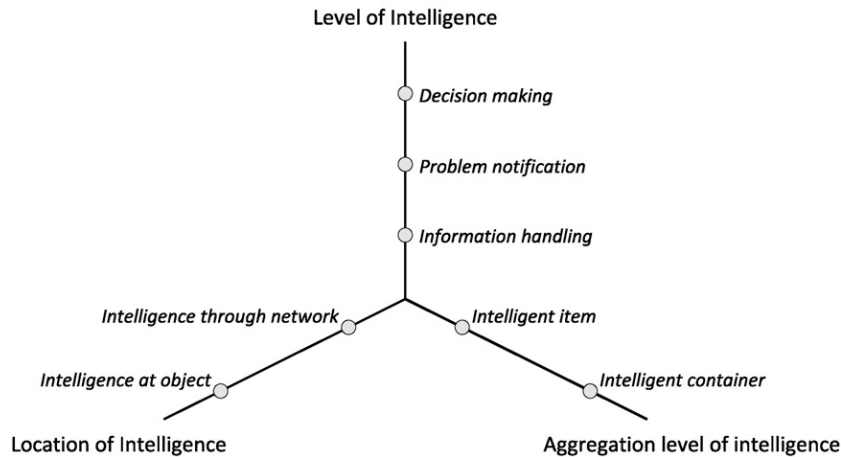 Level of Intelligence
Decision making
Problem notification
Information handling
Intelligence through network
Intelligent item
Intelligence at object
Intelligent container
Location of Intelligence
Aggregation level of intelligence